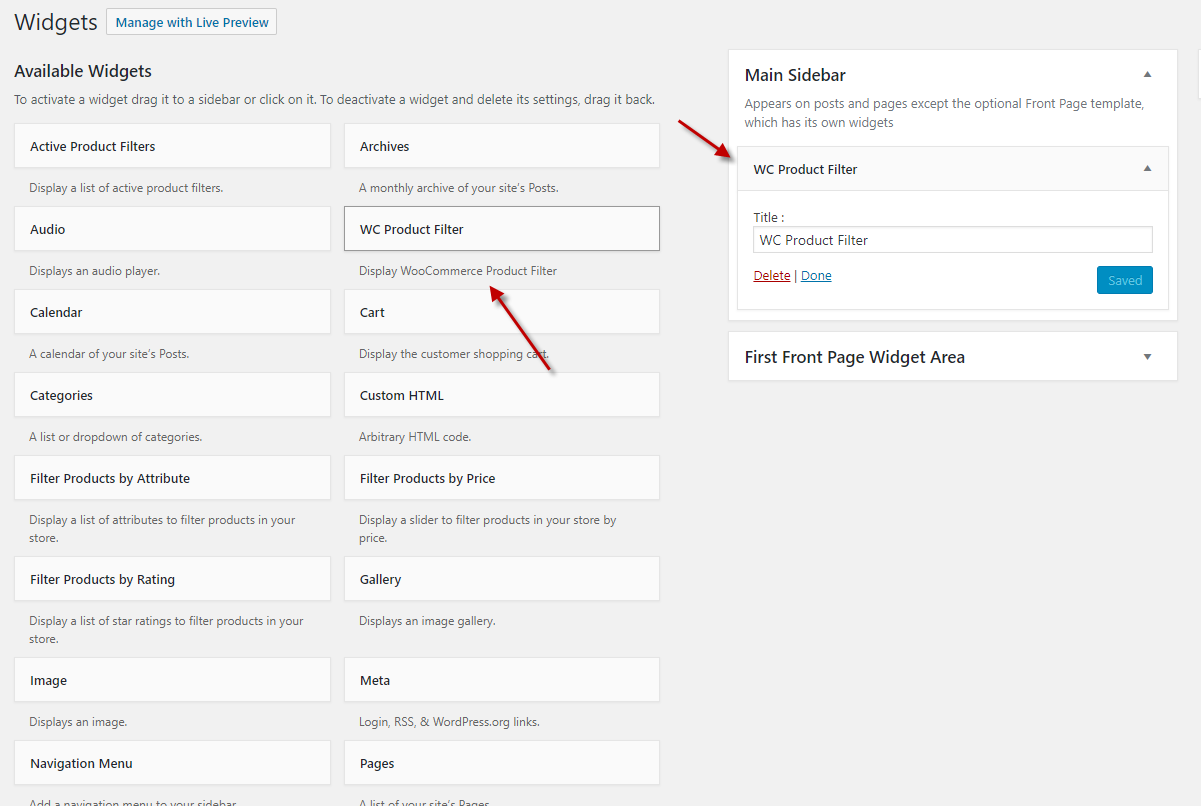 Widgets
Manage with Live Preview
Available Widgets
To activate a widget drag it to a sidebar or click on it. To deactivate a widget and delete its settings, drag it back.
Active Product Filters
Archives
Display a list of active product filters.
A monthly archive of your site's Posts.
Audio
WC Product Filter
Displays an audio player.
Display WooCommerce Product Filter
Calendar
Cart
A calendar of your site's Posts.
Display the customer shopping cart.
Categories
Custom HTML
A list or dropdown of categories.
Arbitrary HTML code.
Filter Products by Attribute
Filter Products by Price
Display a list of attributes to filter products in your
store.
Display a slider to filter products in your store by
price.
Filter Products by Rating
Gallery
Display a list of star ratings to filter products in your
store.
Displays an image gallery.
Image
Meta
Displays an image.
Login, RSS, & WordPress.org links.
Navigation Menu
Pages
Add a navigation menu to your sidebar.
A list of your site's Pages.
Main Sidebar
Appears on posts and pages except the optional Front Page template,
which has its own widgets
WC Product Filter
Title :
WC Product Filter
Delete | Done
Saved
First Front Page Widget Area